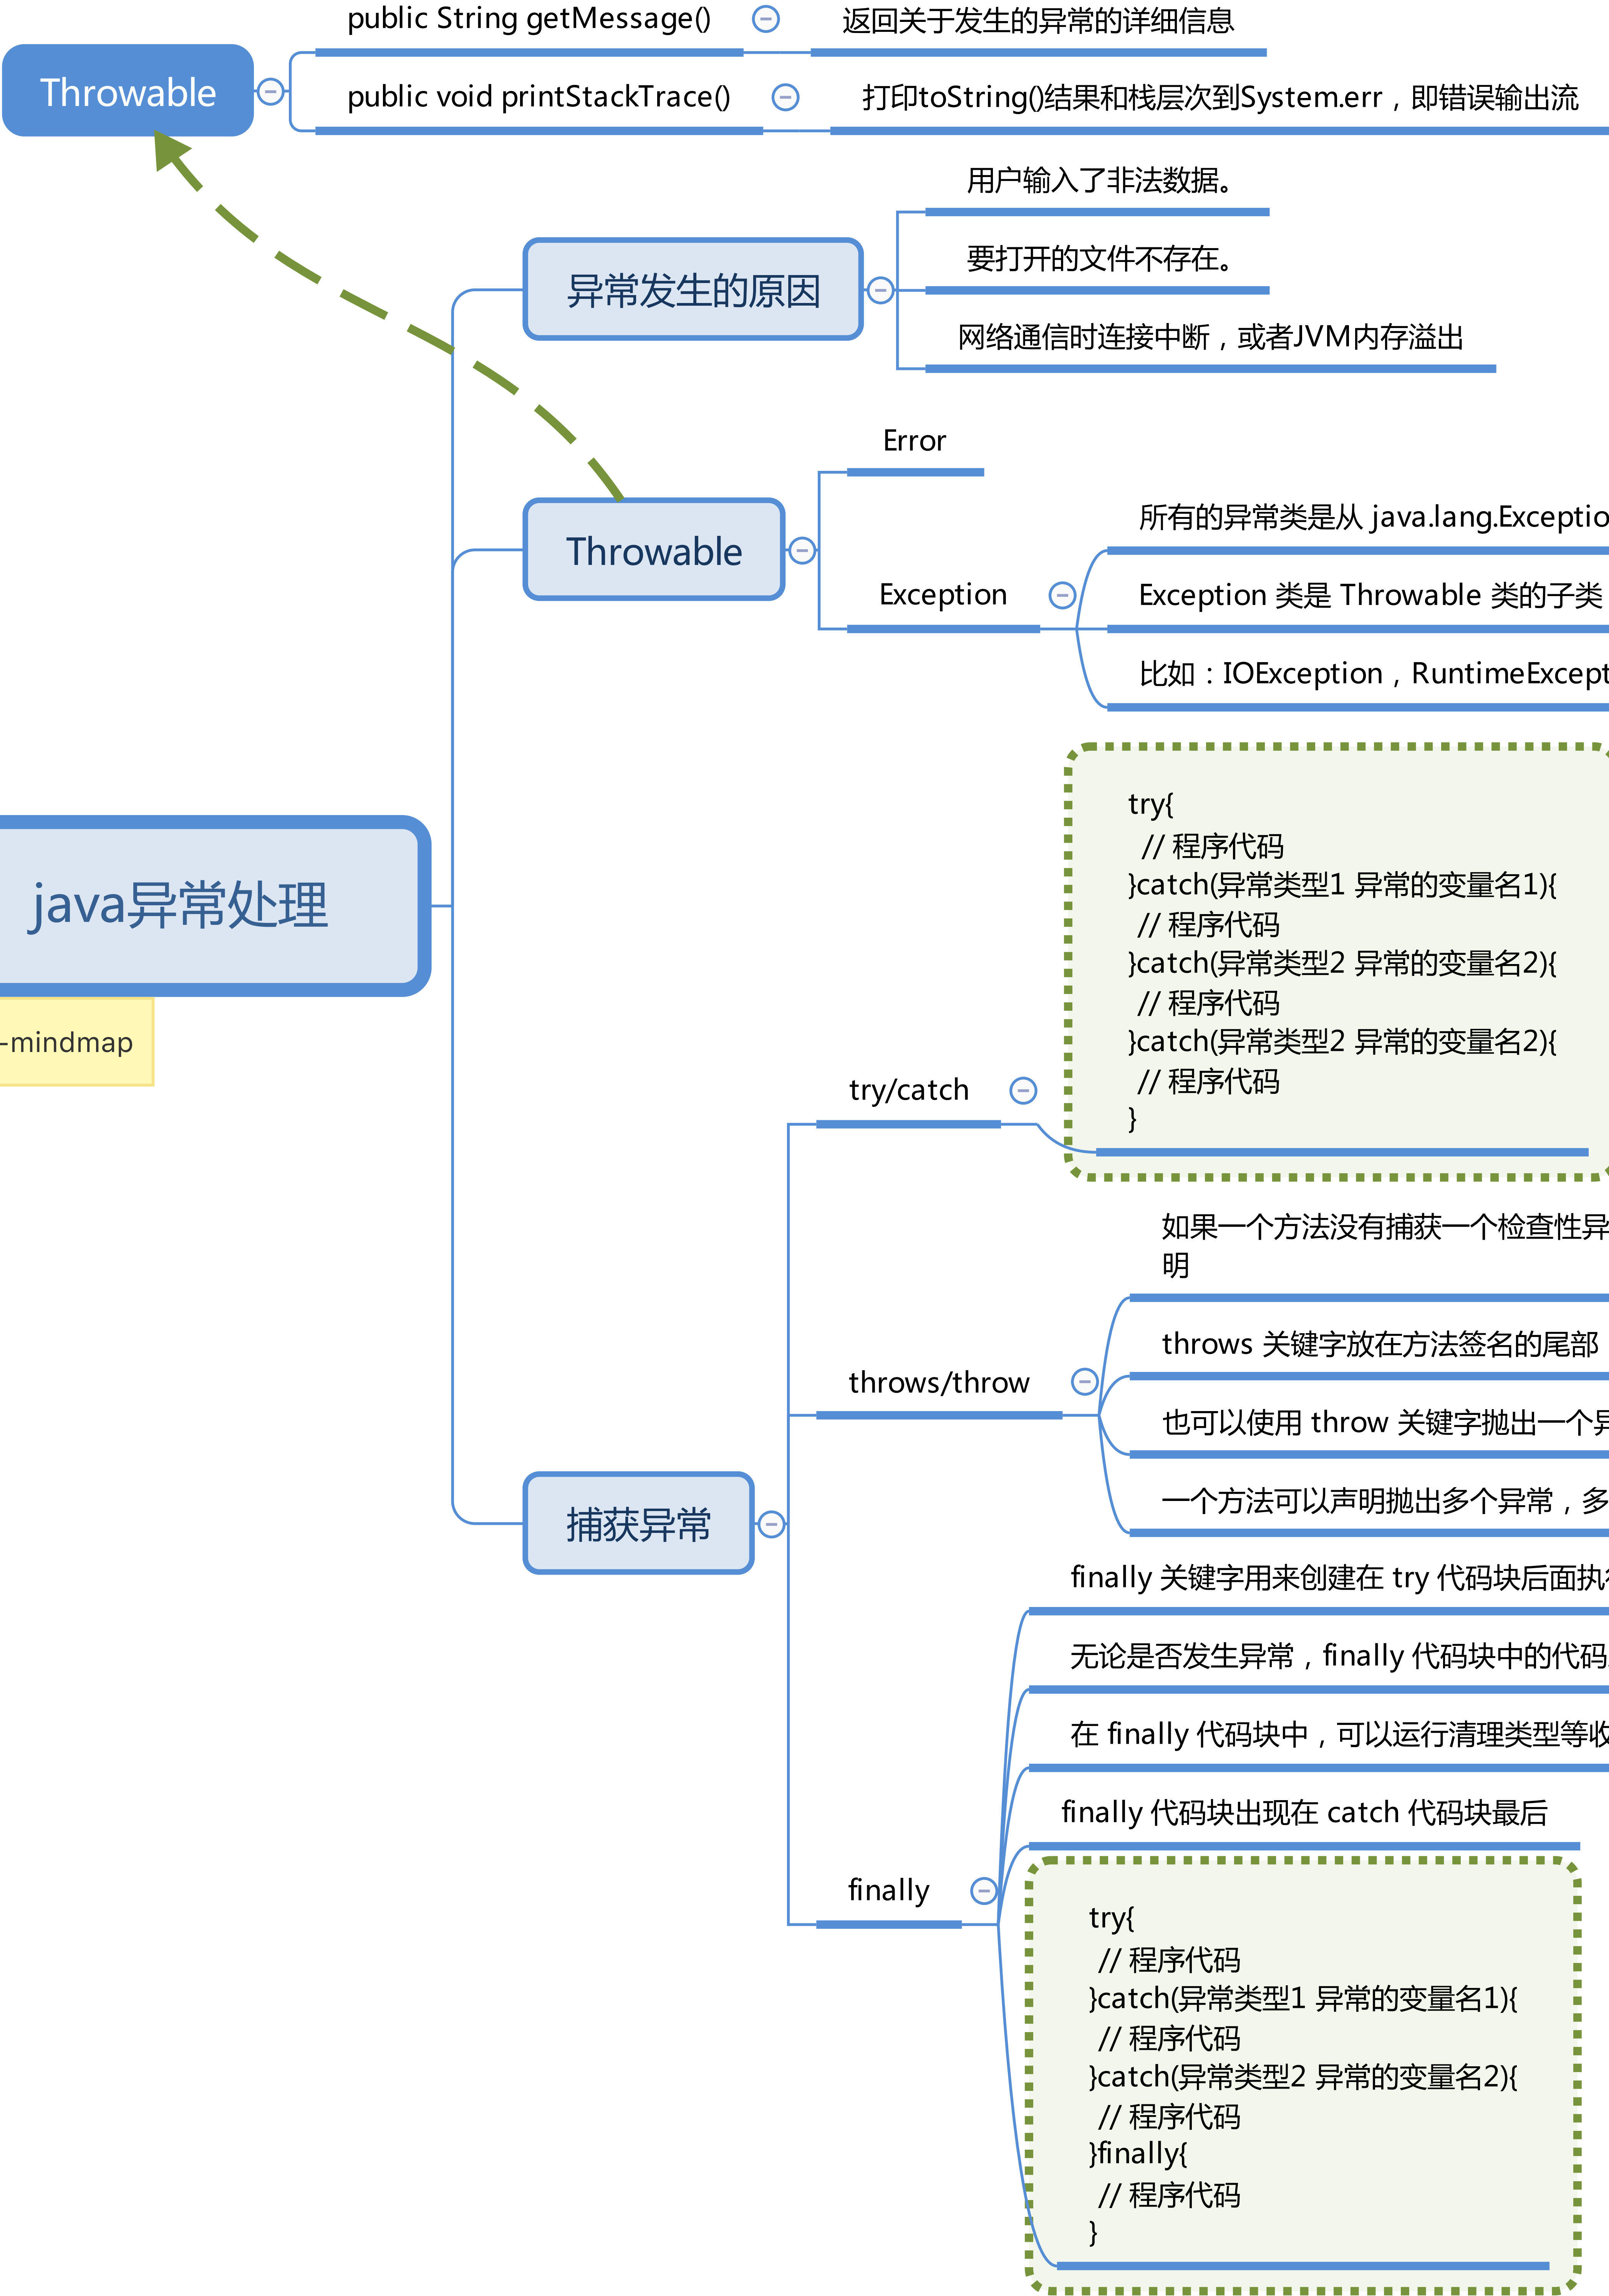 public String getMessage()
返回关于发生的异常的详细信息
Throwable
public void printStackTrace()
打印toString()结果和栈层次到System.err，即错误输出流
用户输入了非法数据。
异常发生的原因
要打开的文件不存在。
网络通信时连接中断，或者JVM内存溢出
Error
Throwable
所有的异常类是从 java.lang.Exceptio
Exception
Exception 类是 Throwable 类的子类
比如：IOException，RuntimeExcept
java异常处理
-mindmap
try/catch
try{
// 程序代码
}catch(异常类型1 异常的变量名1){
// 程序代码
}catch(异常类型2 异常的变量名2){
// 程序代码
}catch(异常类型2 异常的变量名2){
// 程序代码
}
如果一个方法没有捕获一个检查性异
明
throws/throw
throws 关键字放在方法签名的尾部
也可以使用 throw 关键字抛出一个
一个方法可以声明抛出多个异常，多
捕获异常
finally 关键字用来创建在 try 代码块后面执
无论是否发生异常，finally 代码块中的代码
在 finally 代码块中，可以运行清理类型等收
finally 代码块出现在 catch 代码块最后
finally
try{
// 程序代码
}catch(异常类型1 异常的变量名1){
// 程序代码
}catch(异常类型2 异常的变量名2){
// 程序代码
}finally{
// 程序代码
}